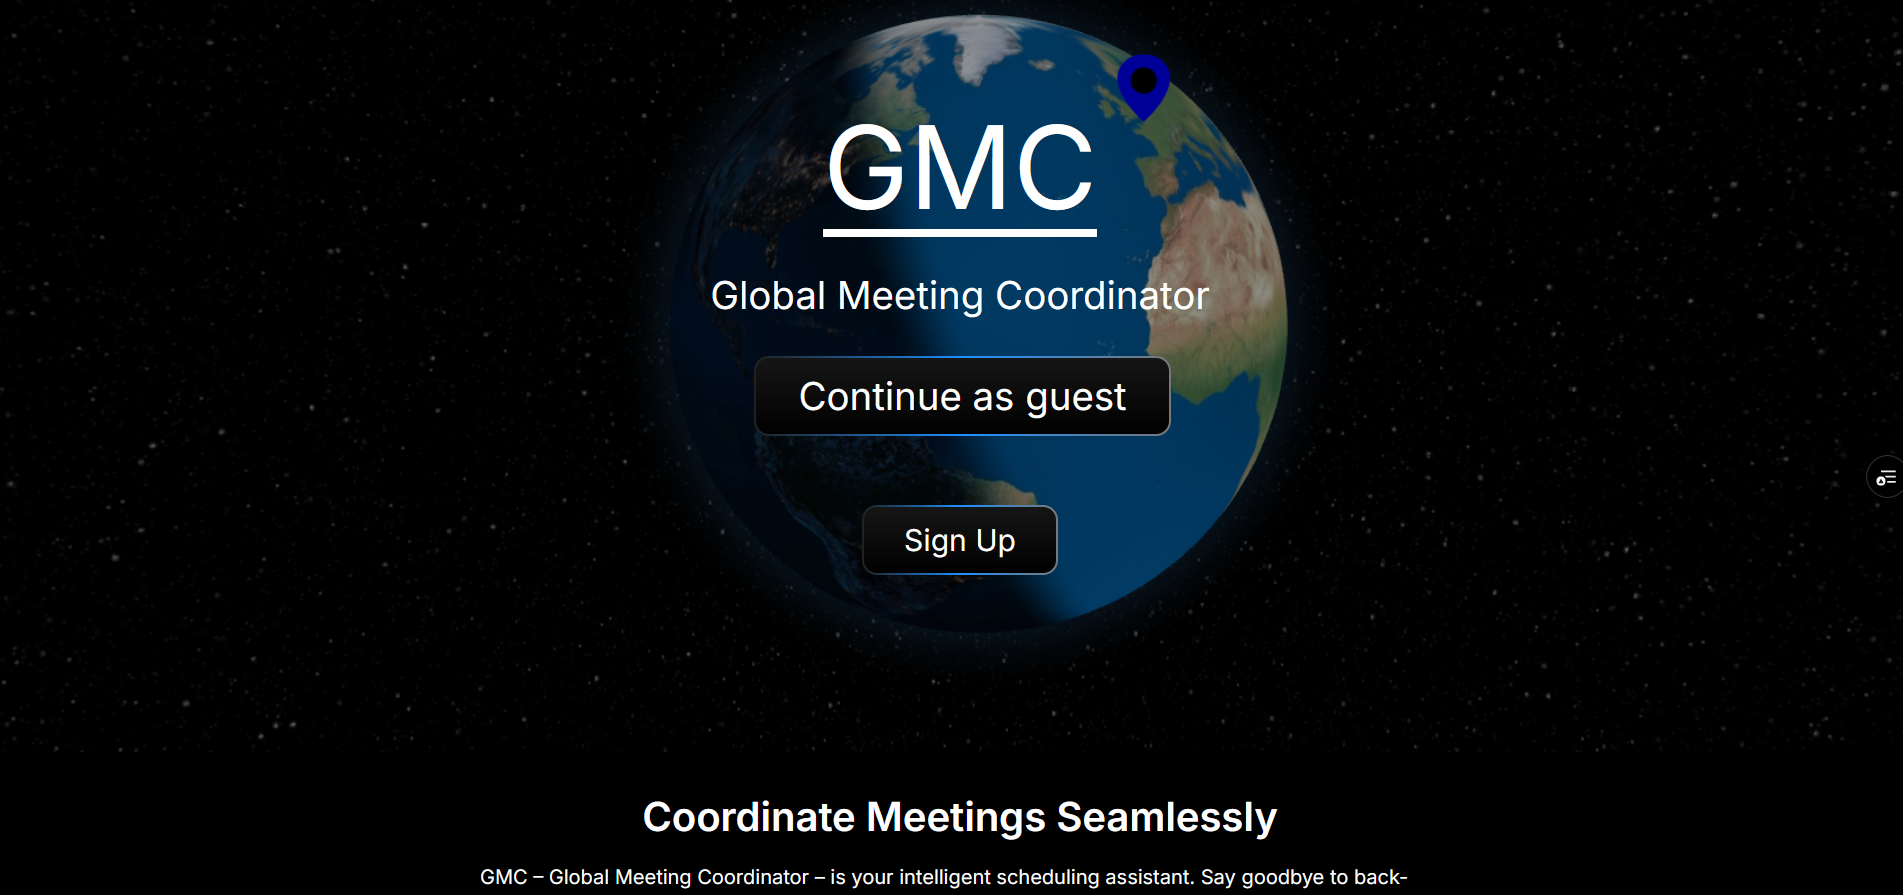 GMC
Global Meeting Coordinator
Continue as guest
Sign Up
Coordinate Meetings Seamlessly
GMC – Global Meeting Coordinator – is your intelligent scheduling assistant. Say goodbye to back-